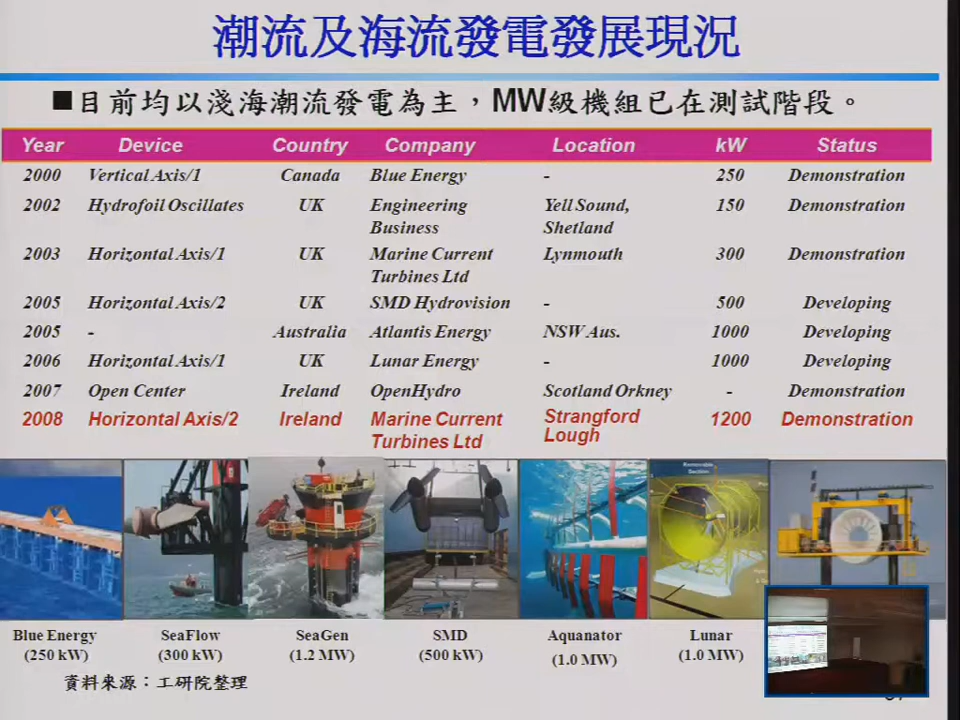 潮流及海流發電發展現況
■目前均以淺海潮流發電為主，MW級機組已在測試階段。
Year Device Country Company Location kW Status
2000 Vertical Axis/1 Canada Blue Energy - 250 Demonstration
2002 Hydrofoil Oscillates UK Engineering Business Yell Sound, Shetland 150 Demonstration
2003 Horizontal Axis/1 UK Marine Current Turbines Ltd Lynmouth 300 Demonstration
2005 Horizontal Axis/2 UK SMD Hydrovision - 500 Developing
2005 - Australia Atlantis Energy NSW Aus. 1000 Developing
2006 Horizontal Axis/1 UK Lunar Energy - 1000 Developing
2007 Open Center Ireland OpenHydro Scotland Orkney - Demonstration
2008 Horizontal Axis/2 Ireland Marine Current Turbines Ltd Strangford Lough 1200 Demonstration
Removable
Section
Blue Energy SeaFlow SeaGen SMD Aquanator Lunar
(250 kW) (300 kW) (1.2 MW) (500 kW) (1.0 MW) (1.0 MW)
資料來源：工研院整理